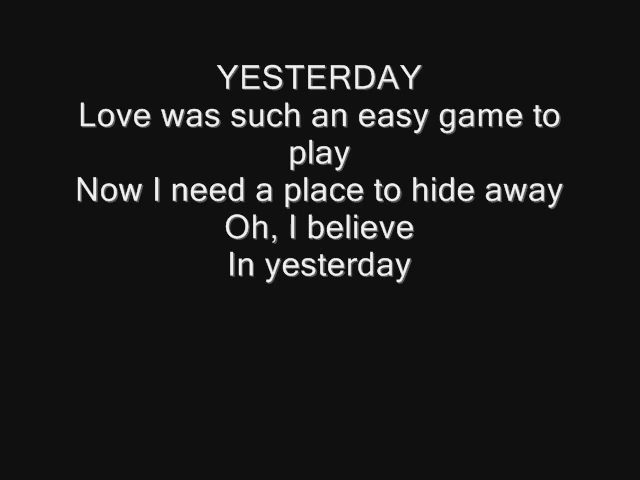 YESTERDAY
Love was such an easy game to
play
Now I need a place to hide away
Oh, I believe
In yesterday